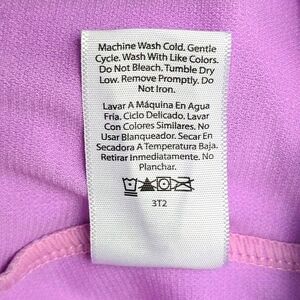 Machine Wash Cold. Gentle
Cycle. Wash With Like Colors.
Do Not Bleach. Tumble Dry
Low. Remove Promptly. Do
Not Iron.
Lavar A Máquina En Agua
Fría. Ciclo Delicado. Lavar
Con Colores Similares. No
Usar Blanqueador. Secar En
Secadora A Temperatura Baja.
Retirar Inmediatamente. No
Planchar.
3T2